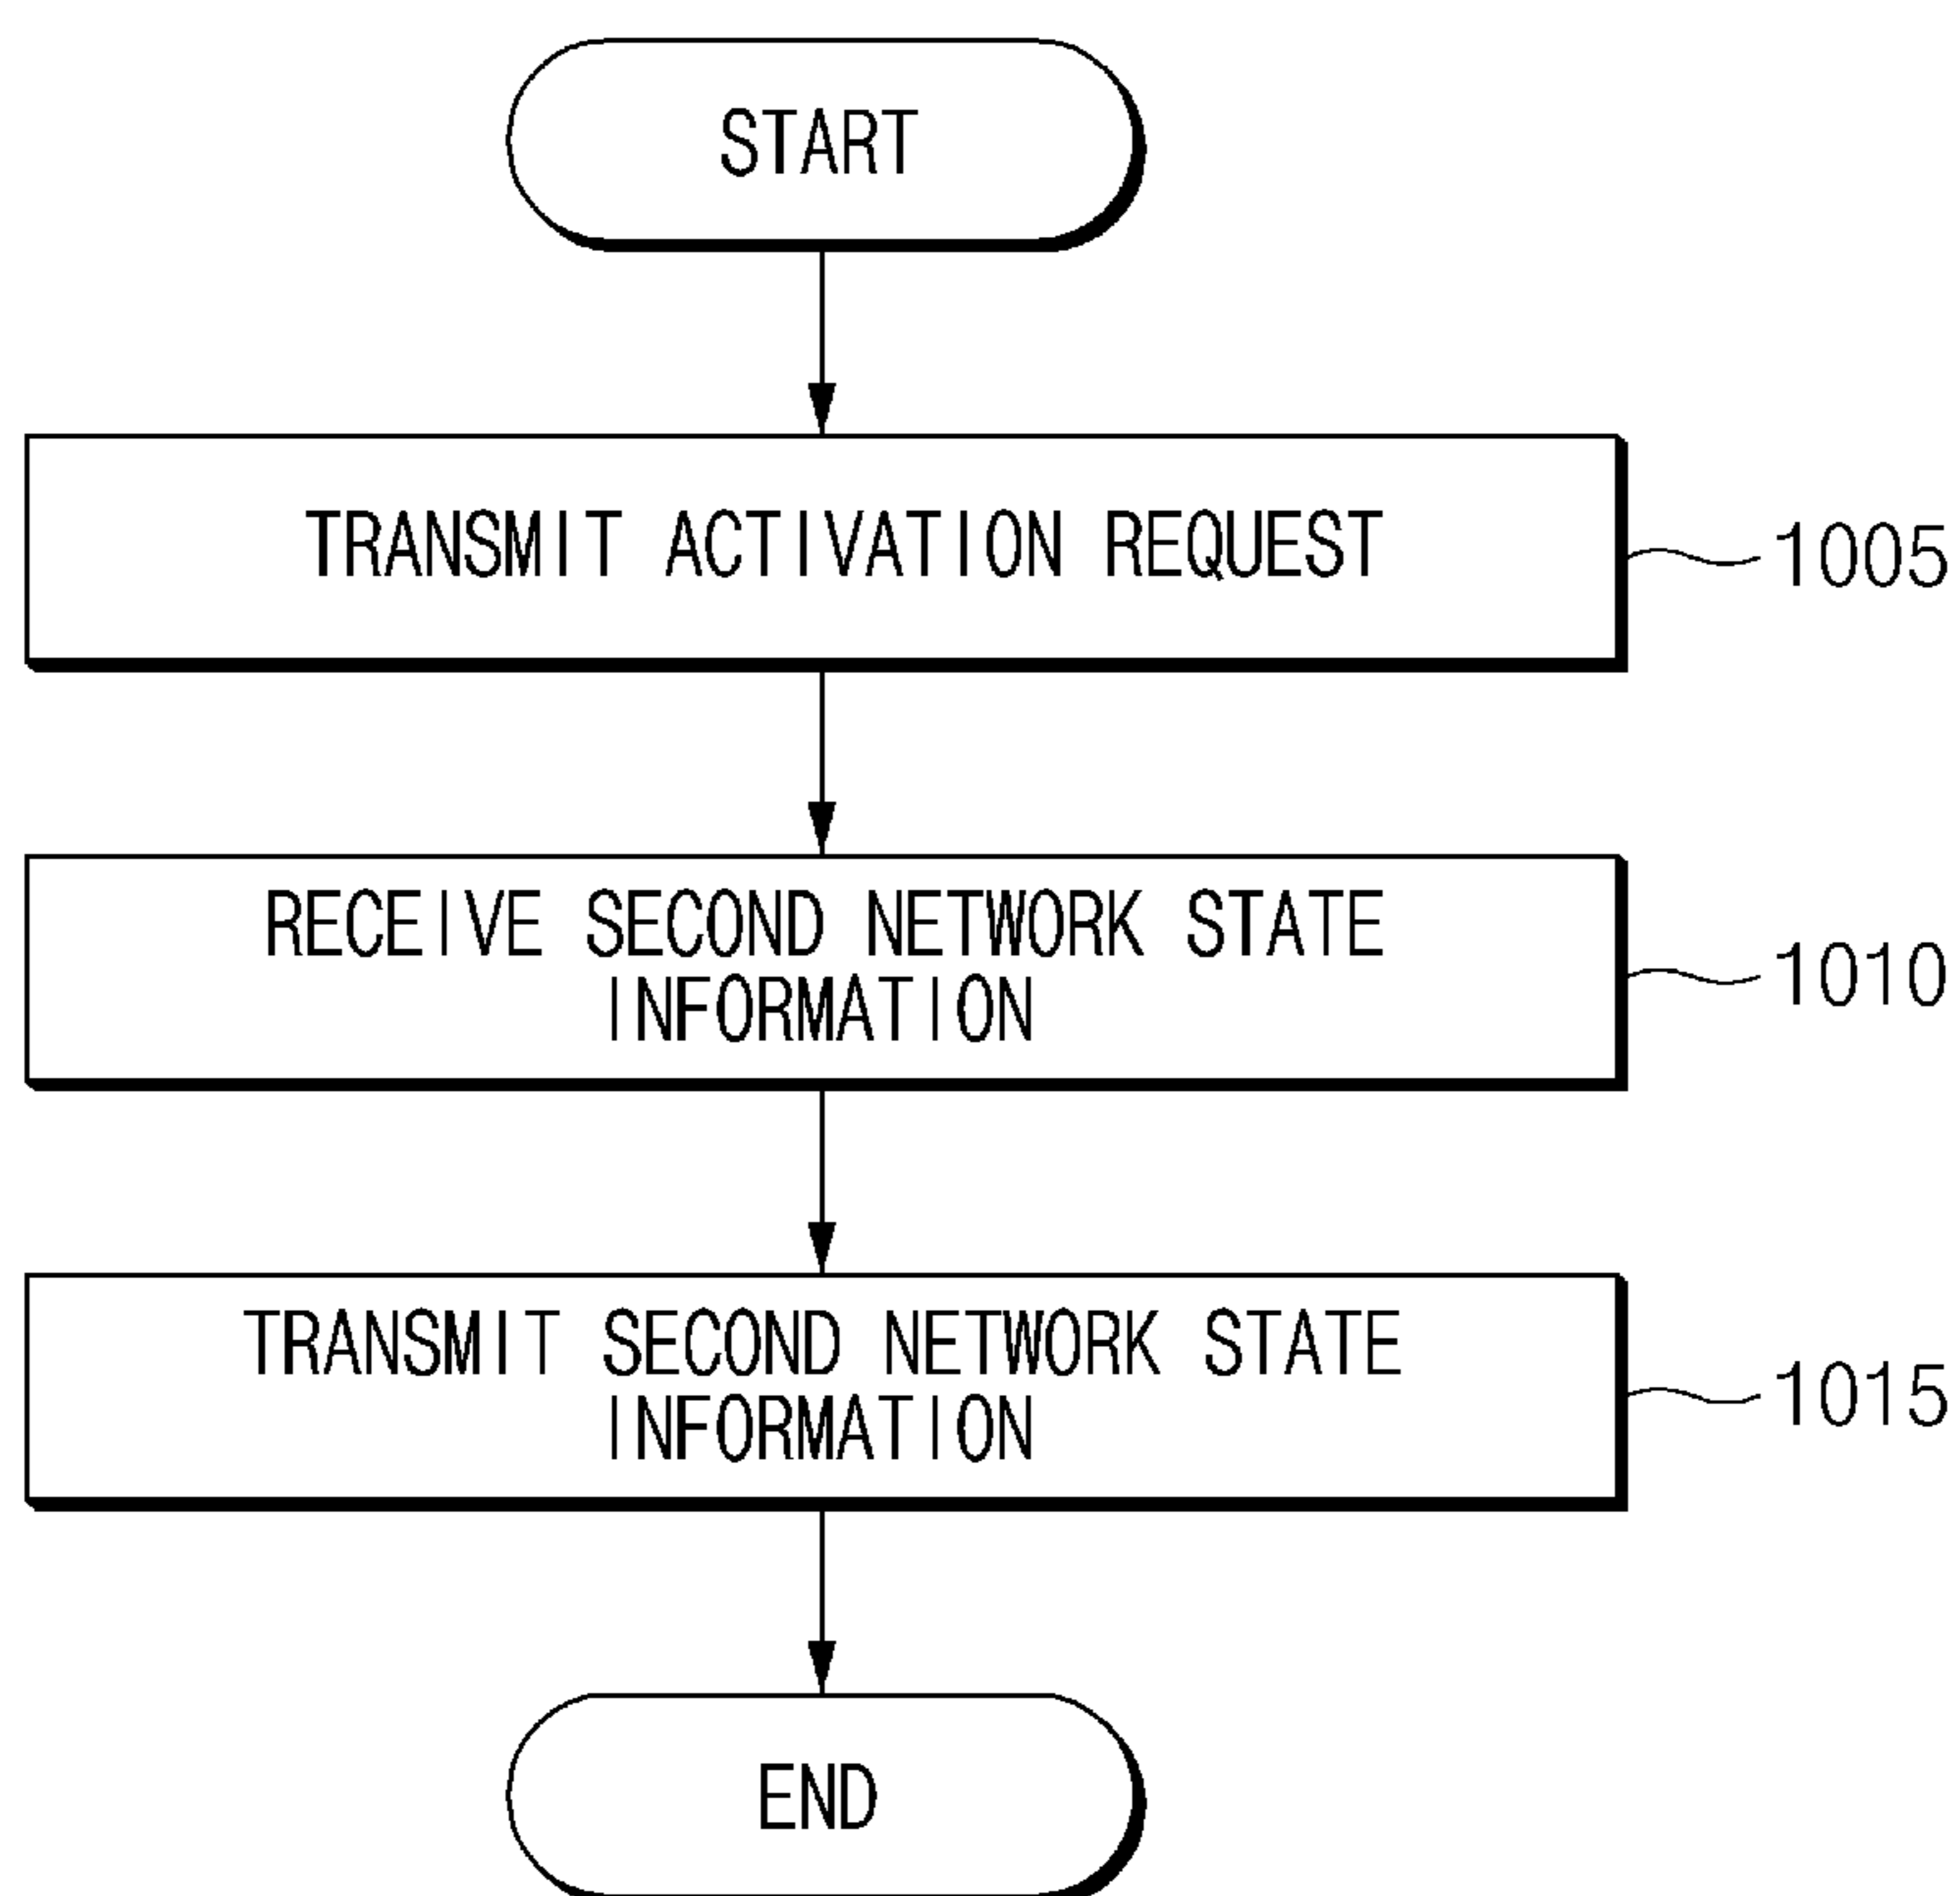 START
TRANSMIT ACTIVATION REQUEST
1005
RECEIVE SECOND NETWORK STATE
INFORMATION
1010
TRANSMIT SECOND NETWORK STATE
INFORMATION
1015
END